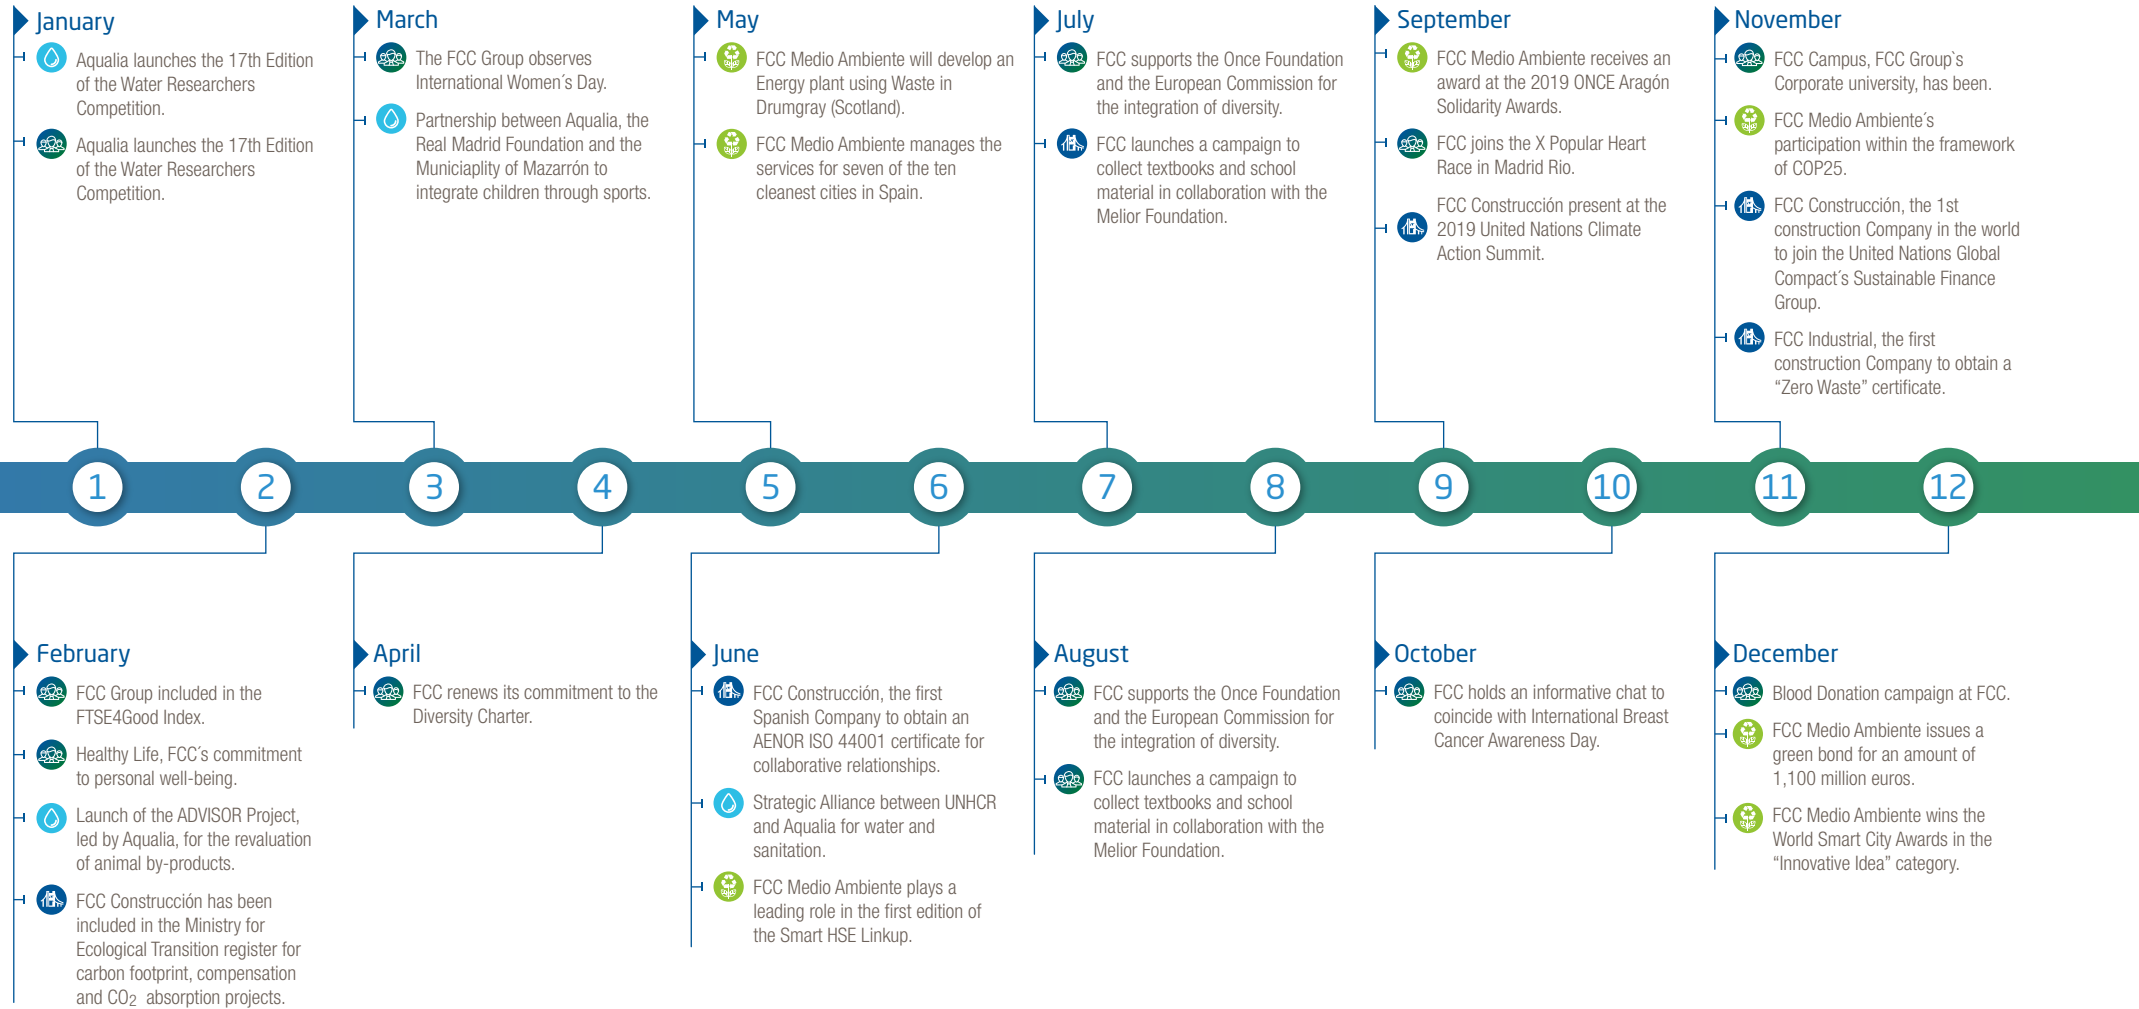 January
Aqualia launches the 17th Edition
of the Water Researchers
Competition.
Aqualia launches the 17th Edition
of the Water Researchers
Competition.
March
The FCC Group observes
International Women´s Day.
Partnership between Aqualia, the
Real Madrid Foundation and the
Municiaplity of Mazarrón to
integrate children through sports.
May
FCC Medio Ambiente will develop an
Energy plant using Waste in
Drumgray (Scotland).
FCC Medio Ambiente manages the
services for seven of the ten
cleanest cities in Spain.
July
FCC supports the Once Foundation
and the European Commission for
the integration of diversity.
FCC launches a campaign to
collect textbooks and school
material in collaboration with the
Melior Foundation.
September
FCC Medio Ambiente receives an
award at the 2019 ONCE Aragón
Solidarity Awards.
FCC joins the X Popular Heart
Race in Madrid Rio.
FCC Construcción present at the
2019 United Nations Climate
Action Summit.
November
FCC Campus, FCC Group`s
Corporate university, has been.
FCC Medio Ambiente´s
participation within the framework
of COP25.
FCC Construcción, the 1st
construction Company in the world
to join the United Nations Global
Compact´s Sustainable Finance
Group.
FCC Industrial, the first
construction Company to obtain a
“Zero Waste” certificate.
1 2 3 4 5 6 7 8 9 10 11 12
February
FCC Group included in the
FTSE4Good Index.
Healthy Life, FCC´s commitment
to personal well-being.
Launch of the ADVISOR Project,
led by Aqualia, for the revaluation
of animal by-products.
FCC Construcción has been
included in the Ministry for
Ecological Transition register for
carbon footprint, compensation
and CO2 absorption projects.
April
FCC renews its commitment to the
Diversity Charter.
June
FCC Construcción, the first
Spanish Company to obtain an
AENOR ISO 44001 certificate for
collaborative relationships.
Strategic Alliance between UNHCR
and Aqualia for water and
sanitation.
FCC Medio Ambiente plays a
leading role in the first edition of
the Smart HSE Linkup.
August
FCC supports the Once Foundation
and the European Commission for
the integration of diversity.
FCC launches a campaign to
collect textbooks and school
material in collaboration with the
Melior Foundation.
October
FCC holds an informative chat to
coincide with International Breast
Cancer Awareness Day.
December
Blood Donation campaign at FCC.
FCC Medio Ambiente issues a
green bond for an amount of
1,100 million euros.
FCC Medio Ambiente wins the
World Smart City Awards in the
“Innovative Idea” category.